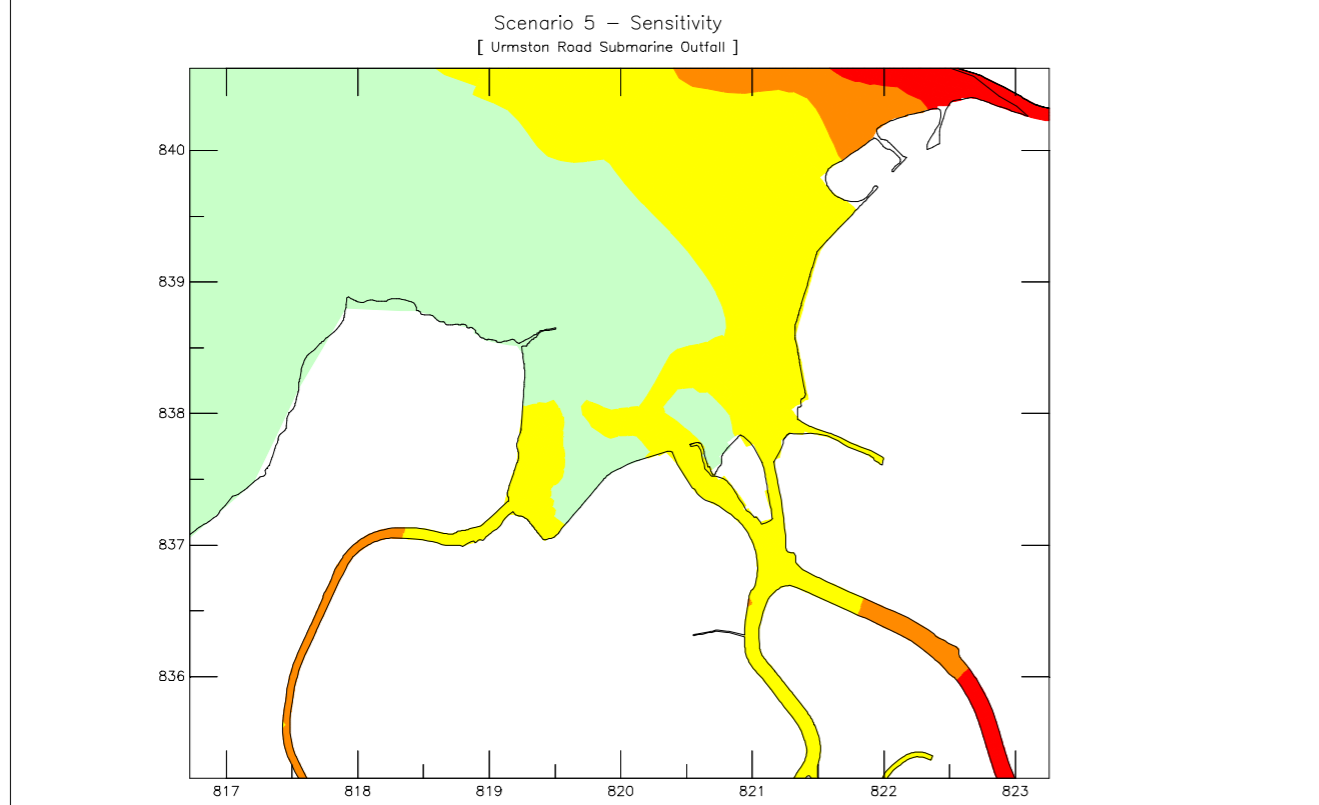 Scenario 5 – Sensitivity
[ Urmston Road Submarine Outfall ]
840
839
838
837
836
817 818 819 820 821 822 823